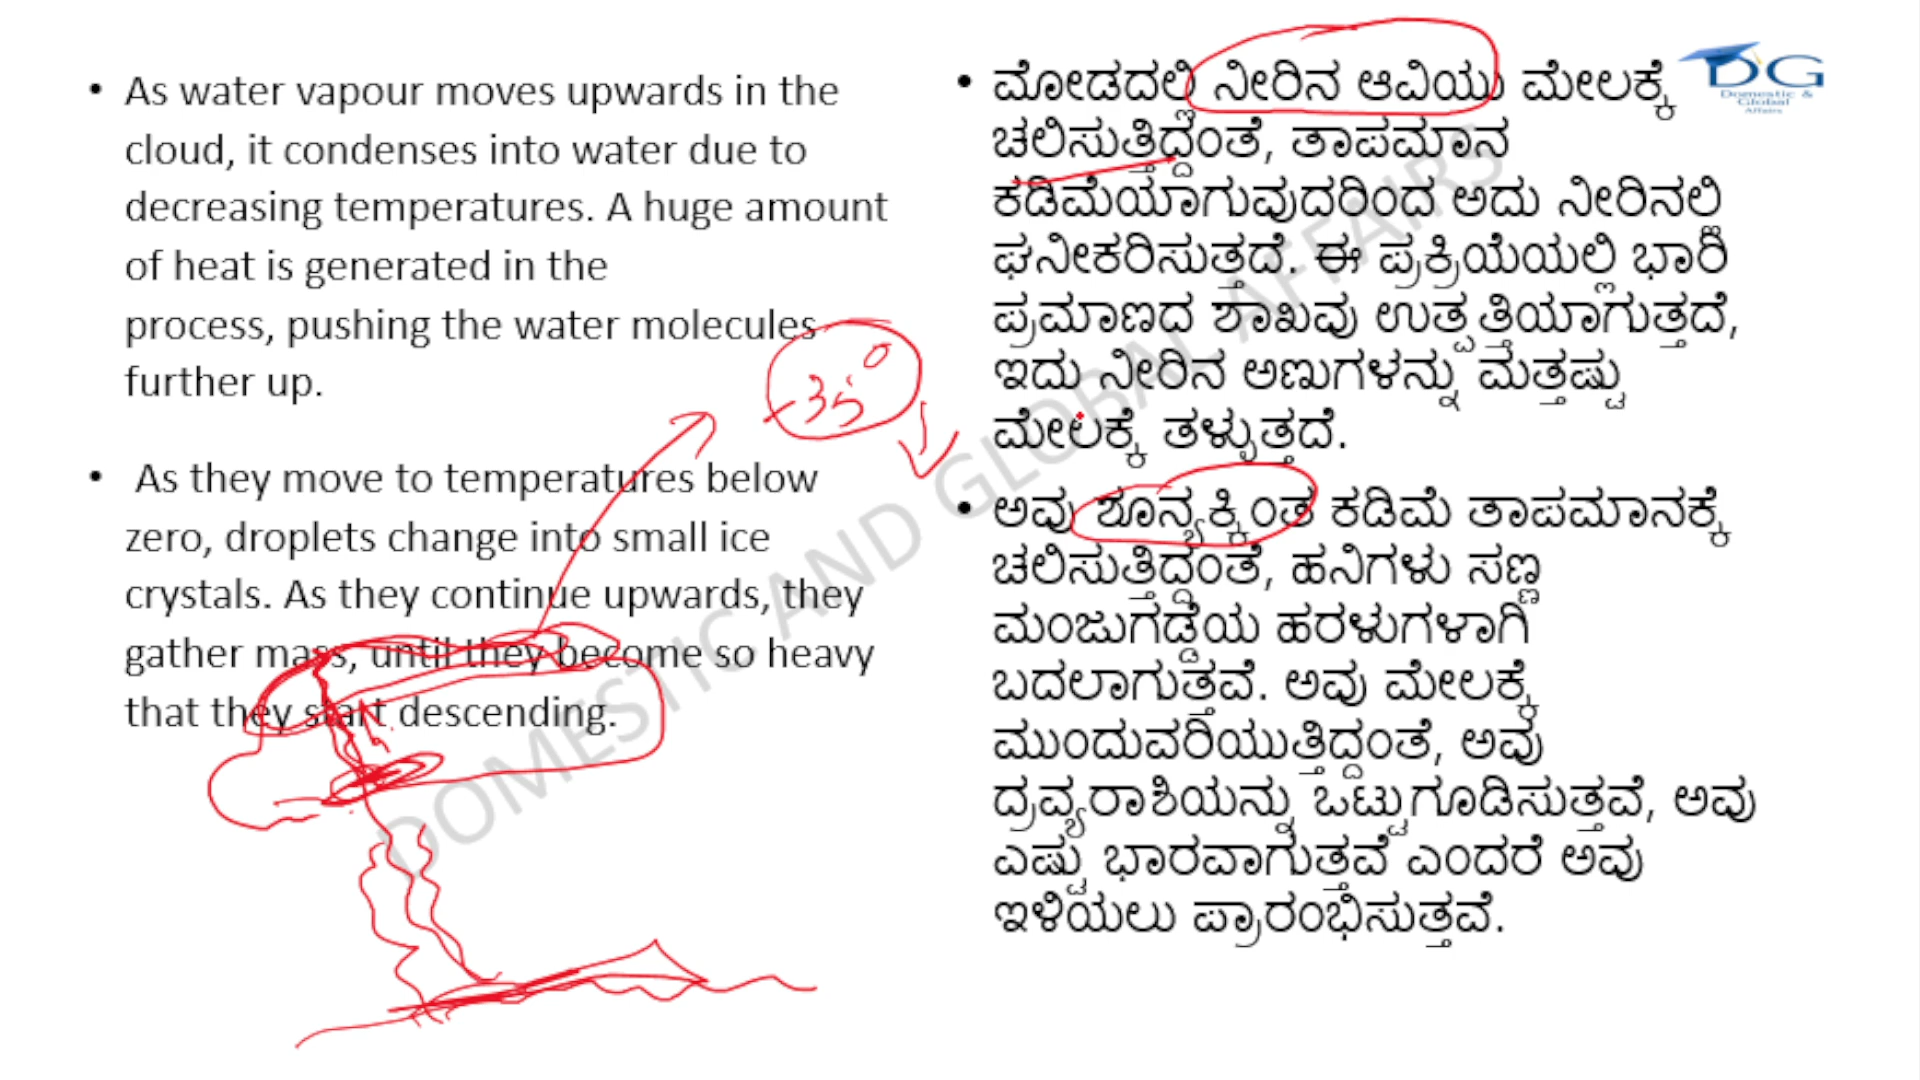 • As water vapour moves upwards in the
cloud, it condenses into water due to
decreasing temperatures. A huge amount
of heat is generated in the
process, pushing the water molecules
further up.
• As they move to temperatures below
zero, droplets change into small ice
crystals. As they continue upwards, they
gather mass, until they become so heavy
that they start descending.
-35°
• ಮೋಡದಲ್ಲಿ ನೀರಿನ ಆವಿಯು ಮೇಲಕ್ಕೆ
ಚಲಿಸುತ್ತಿದ್ದಂತೆ, ತಾಪಮಾನ
ಕಡಿಮೆಯಾಗುವುದರಿಂದ ಅದು ನೀರಿನಲ್ಲಿ
ಘನೀಕರಿಸುತ್ತದೆ. ಈ ಪ್ರಕ್ರಿಯೆಯಲ್ಲಿ ಭಾರಿ
ಪ್ರಮಾಣದ ಶಾಖವು ಉತ್ಪತ್ತಿಯಾಗುತ್ತದೆ,
ಇದು ನೀರಿನ ಅಣುಗಳನ್ನು ಮತ್ತಷ್ಟು
ಮೇಲಕ್ಕೆ ತಳ್ಳುತ್ತದೆ.
• ಅವು ಶೂನ್ಯಕ್ಕಿಂತ ಕಡಿಮೆ ತಾಪಮಾನಕ್ಕೆ
ಚಲಿಸುತ್ತಿದ್ದಂತೆ, ಹನಿಗಳು ಸಣ್ಣ
ಮಂಜುಗಡ್ಡೆಯ ಹರಳುಗಳಾಗಿ
ಬದಲಾಗುತ್ತವೆ. ಅವು ಮೇಲಕ್ಕೆ
ಮುಂದುವರಿಯುತ್ತಿದ್ದಂತೆ, ಅವು
ದ್ರವ್ಯರಾಶಿಯನ್ನು ಒಟ್ಟುಗೂಡಿಸುತ್ತವೆ, ಅವು
ಎಷ್ಟು ಭಾರವಾಗುತ್ತವೆ ಎಂದರೆ ಅವು
ಇಳಿಯಲು ಪ್ರಾರಂಭಿಸುತ್ತವೆ.
DG
Domestic &
Global
Affairs
DOMESTIC AND GLOBAL AFFAIRS